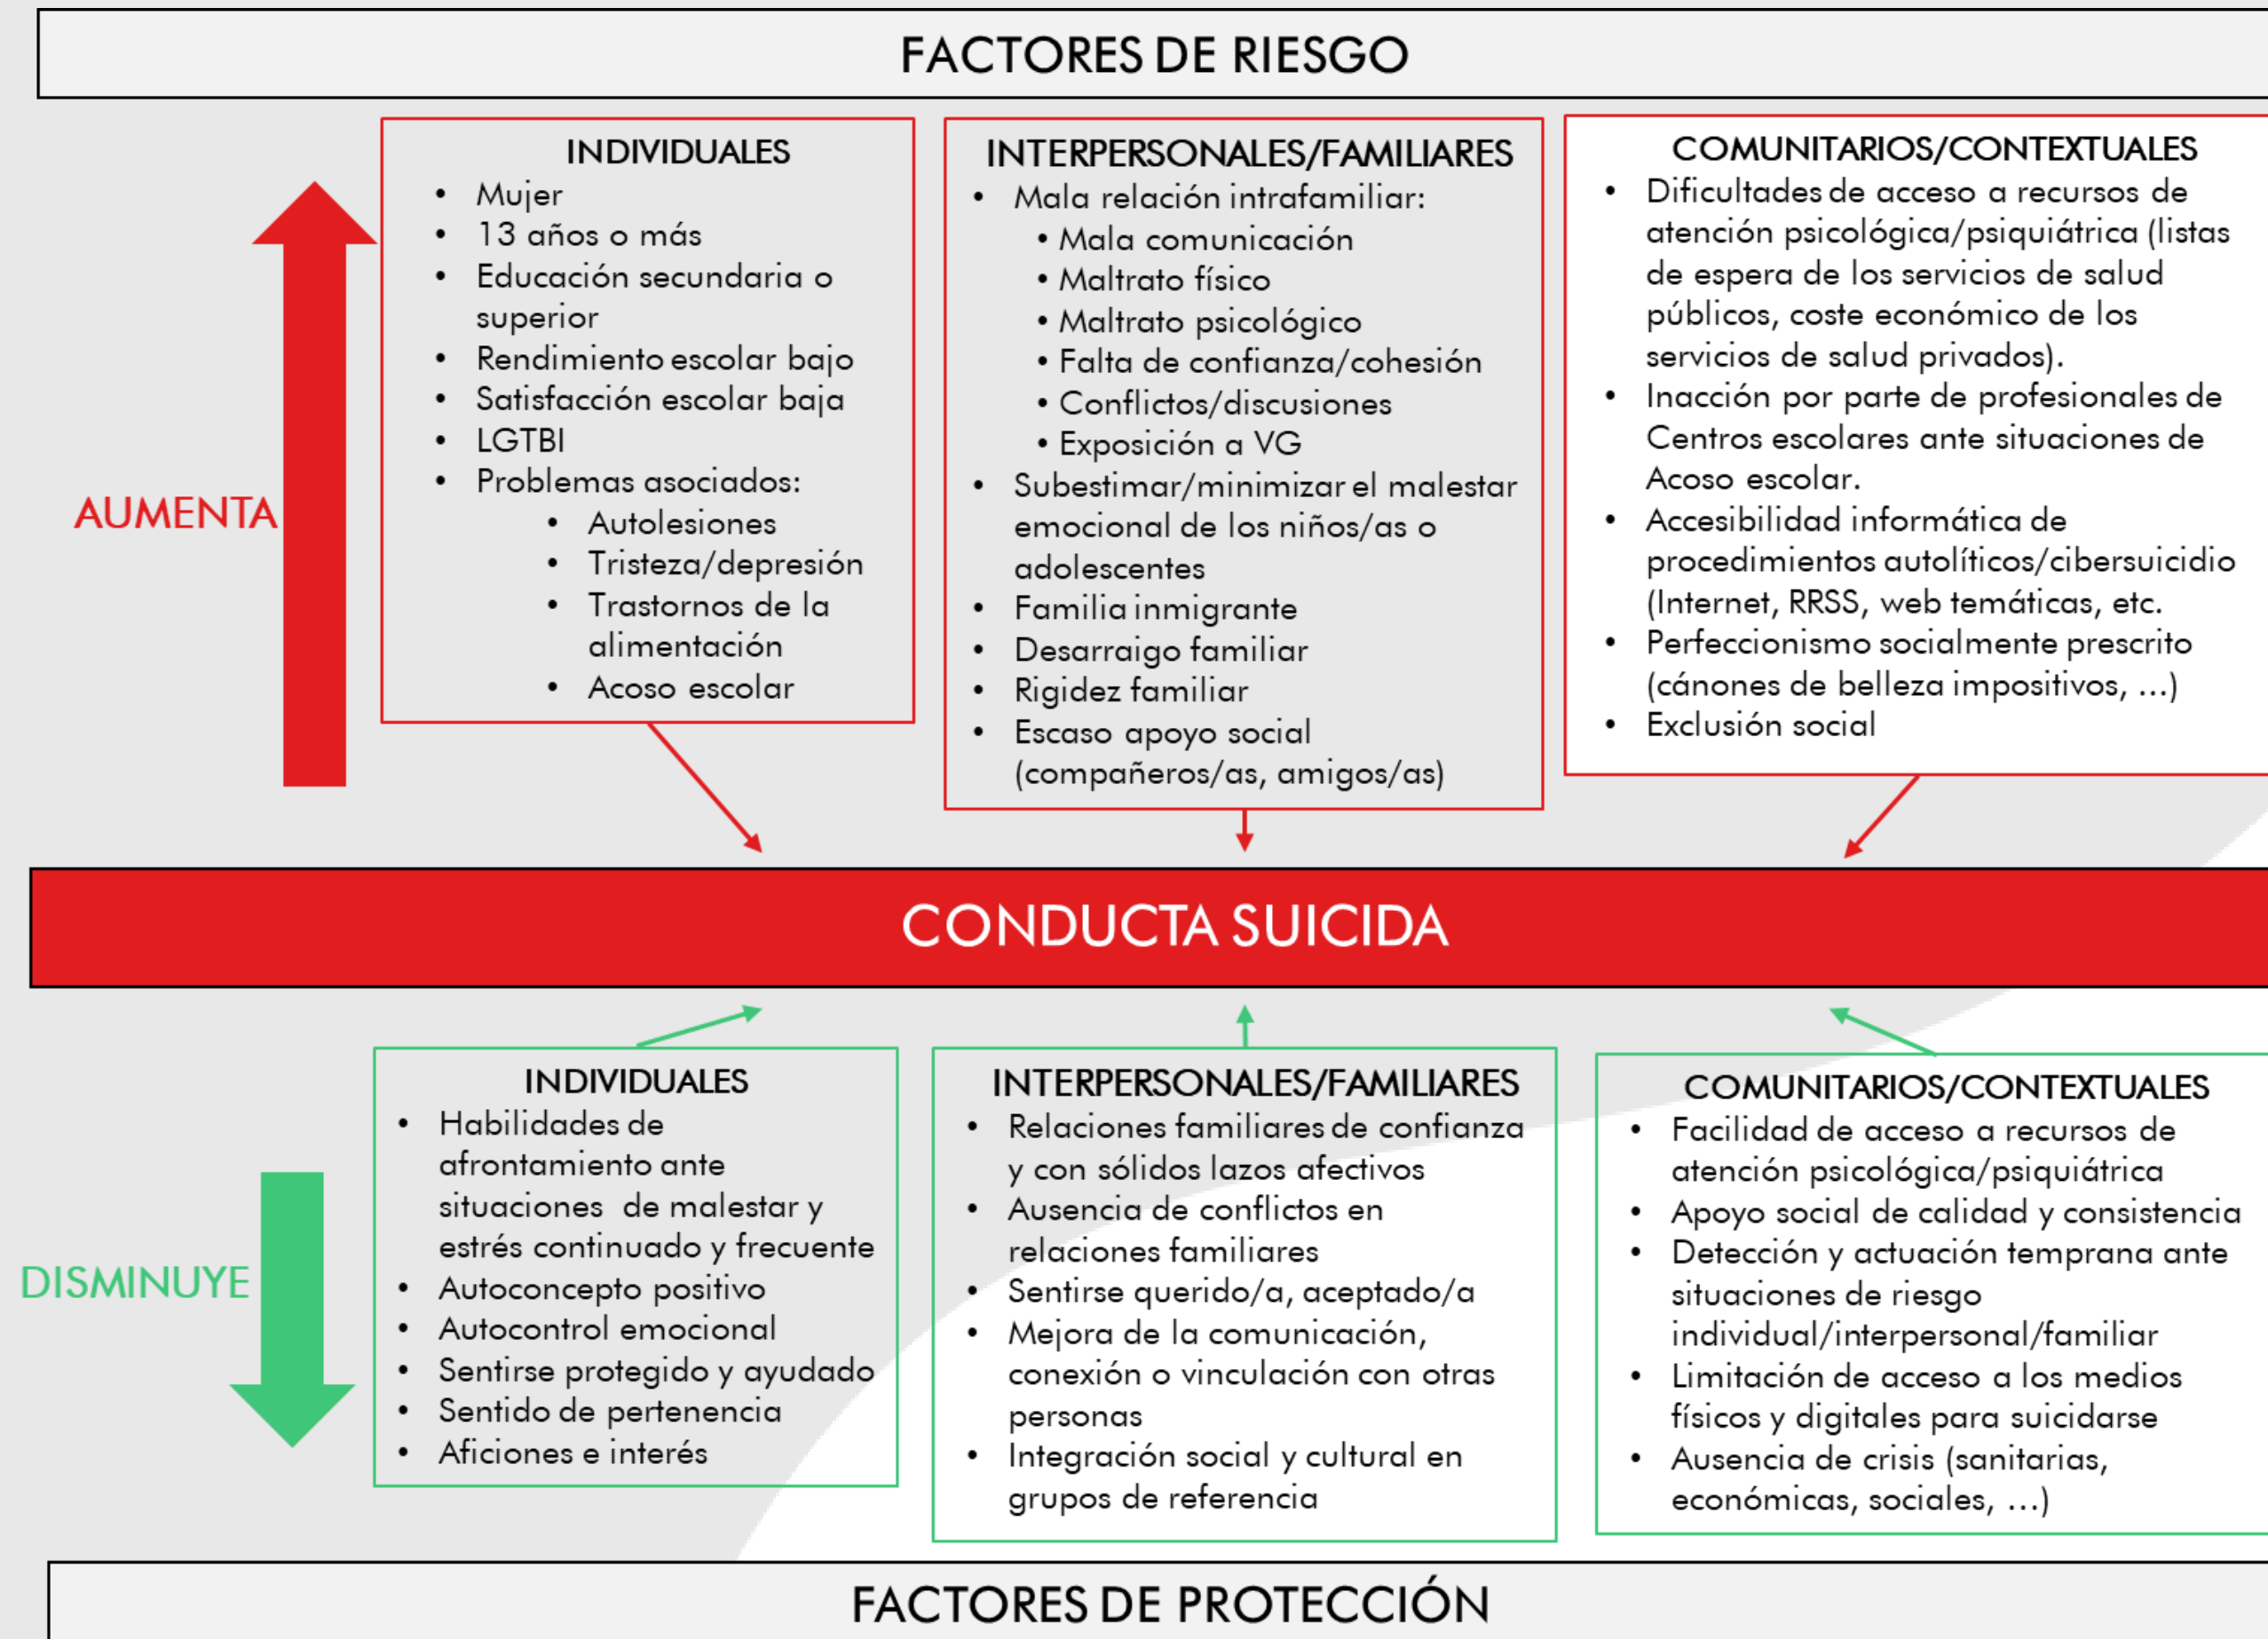 FACTORES DE RIESGO
AUMENTA
INDIVIDUALES
• Mujer
• 13 años o más
• Educación secundaria o
superior
• Rendimiento escolar bajo
• Satisfacción escolar baja
• LGTBI
• Problemas asociados:
• Autolesiones
• Tristeza/depresión
• Trastornos de la
alimentación
• Acoso escolar
INTERPERSONALES/FAMILIARES
• Mala relación intrafamiliar:
• Mala comunicación
• Maltrato físico
• Maltrato psicológico
• Falta de confianza/cohesión
• Conflictos/discusiones
• Exposición a VG
• Subestimar/minimizar el malestar
emocional de los niños/as o
adolescentes
• Familia inmigrante
• Desarraigo familiar
• Rigidez familiar
• Escaso apoyo social
(compañeros/as, amigos/as)
COMUNITARIOS/CONTEXTUALES
• Dificultades de acceso a recursos de
atención psicológica/psiquiátrica (listas
de espera de los servicios de salud
públicos, coste económico de los
servicios de salud privados).
• Inacción por parte de profesionales de
Centros escolares ante situaciones de
Acoso escolar.
• Accesibilidad informática de
procedimientos autolíticos/cibersuicidio
(Internet, RRSS, web temáticas, etc.
• Perfeccionismo socialmente prescrito
(cánones de belleza impositivos, ...)
• Exclusión social
CONDUCTA SUICIDA
DISMINUYE
INDIVIDUALES
• Habilidades de
afrontamiento ante
situaciones de malestar y
estrés continuado y frecuente
• Autoconcepto positivo
• Autocontrol emocional
• Sentirse protegido y ayudado
• Sentido de pertenencia
• Aficiones e interés
INTERPERSONALES/FAMILIARES
• Relaciones familiares de confianza
y con sólidos lazos afectivos
• Ausencia de conflictos en
relaciones familiares
• Sentirse querido/a, aceptado/a
• Mejora de la comunicación,
conexión o vinculación con otras
personas
• Integración social y cultural en
grupos de referencia
COMUNITARIOS/CONTEXTUALES
• Facilidad de acceso a recursos de
atención psicológica/psiquiátrica
• Apoyo social de calidad y consistencia
• Detección y actuación temprana ante
situaciones de riesgo
individual/interpersonal/familiar
• Limitación de acceso a los medios
físicos y digitales para suicidarse
• Ausencia de crisis (sanitarias,
económicas, sociales, ...)
FACTORES DE PROTECCIÓN